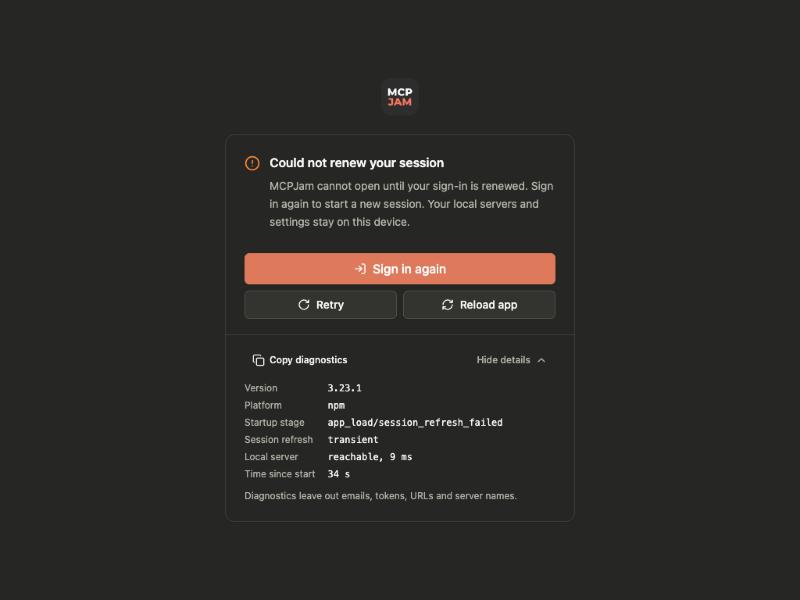 MCP
JAM
Could not renew your session
MCPJam cannot open until your sign-in is renewed. Sign
in again to start a new session. Your local servers and
settings stay on this device.
Sign in again
Retry
Reload app
Copy diagnostics
Hide details
Version 3.23.1
Platform npm
Startup stage app_load/session_refresh_failed
Session refresh transient
Local server reachable, 9 ms
Time since start 34 s
Diagnostics leave out emails, tokens, URLs and server names.